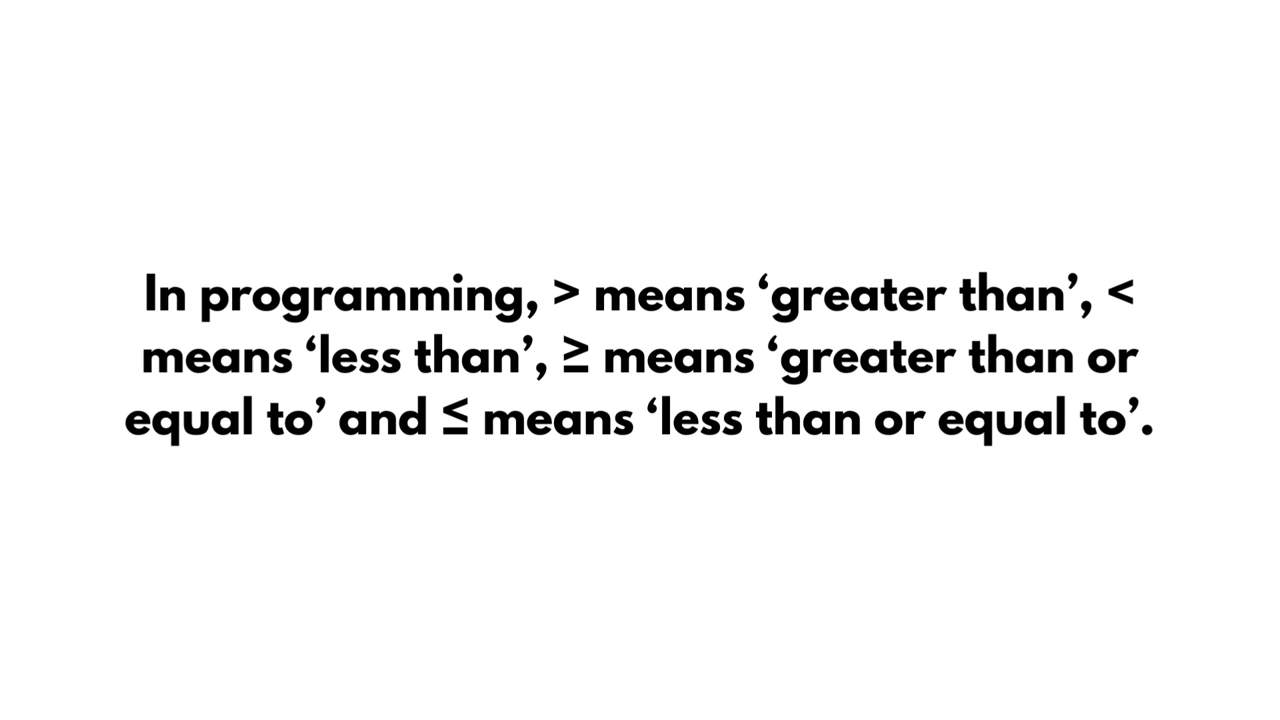 In programming, > means ‘greater than’, <
means ‘less than’, ≥ means ‘greater than or
equal to’ and ≤ means ‘less than or equal to’.